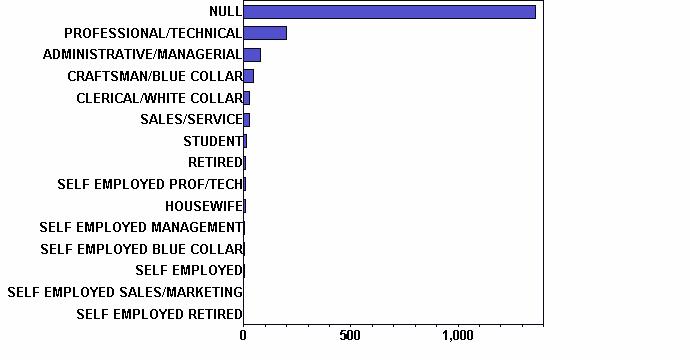 NULL
PROFESSIONAL/TECHNICAL
ADMINISTRATIVE/MANAGERIAL
CRAFTSMAN/BLUE COLLAR
CLERICAL/WHITE COLLAR
SALES/SERVICE
STUDENT
RETIRED
SELF EMPLOYED PROF/TECH
HOUSEWIFE
SELF EMPLOYED MANAGEMENT
SELF EMPLOYED BLUE COLLAR
SELF EMPLOYED
SELF EMPLOYED SALES/MARKETING
SELF EMPLOYED RETIRED
0 500 1,000